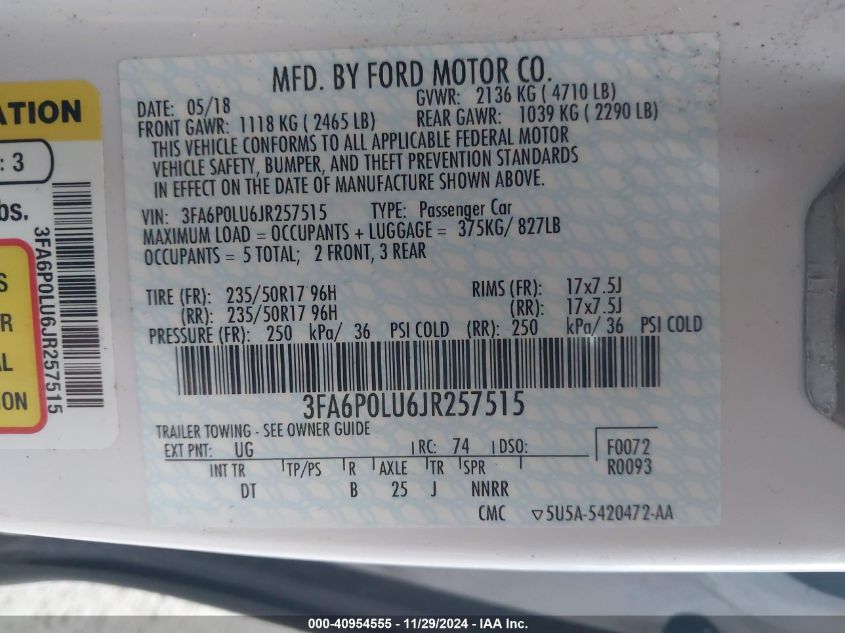 ATION
: 3
bs.
S
R
AL
ION
3FA6P0LU6JR257515
MFD. BY FORD MOTOR CO.
DATE: 05/18 GVWR: 2136 KG ( 4710 LB)
FRONT GAWR: 1118 KG ( 2465 LB) REAR GAWR: 1039 KG ( 2290 LB)
THIS VEHICLE CONFORMS TO ALL APPLICABLE FEDERAL MOTOR
VEHICLE SAFETY, BUMPER, AND THEFT PREVENTION STANDARDS
IN EFFECT ON THE DATE OF MANUFACTURE SHOWN ABOVE.
VIN: 3FA6P0LU6JR257515 TYPE: Passenger Car
MAXIMUM LOAD = OCCUPANTS + LUGGAGE = 375KG/ 827LB
OCCUPANTS = 5 TOTAL; 2 FRONT, 3 REAR
TIRE (FR): 235/50R17 96H RIMS (FR): 17x7.5J
(RR): 235/50R17 96H (RR): 17x7.5J
PRESSURE (FR): 250 kPa/ 36 PSI COLD (RR): 250 kPa/ 36 PSI COLD
3FA6P0LU6JR257515
TRAILER TOWING - SEE OWNER GUIDE
EXT PNT: UG RC: 74 DSO: F0072
INT TR TP/PS R AXLE TR SPR R0093
DT B 25 J NNRR
CMC ▽5U5A-5420472-AA
000-40954555 | 11/29/2024 - IAA Inc.